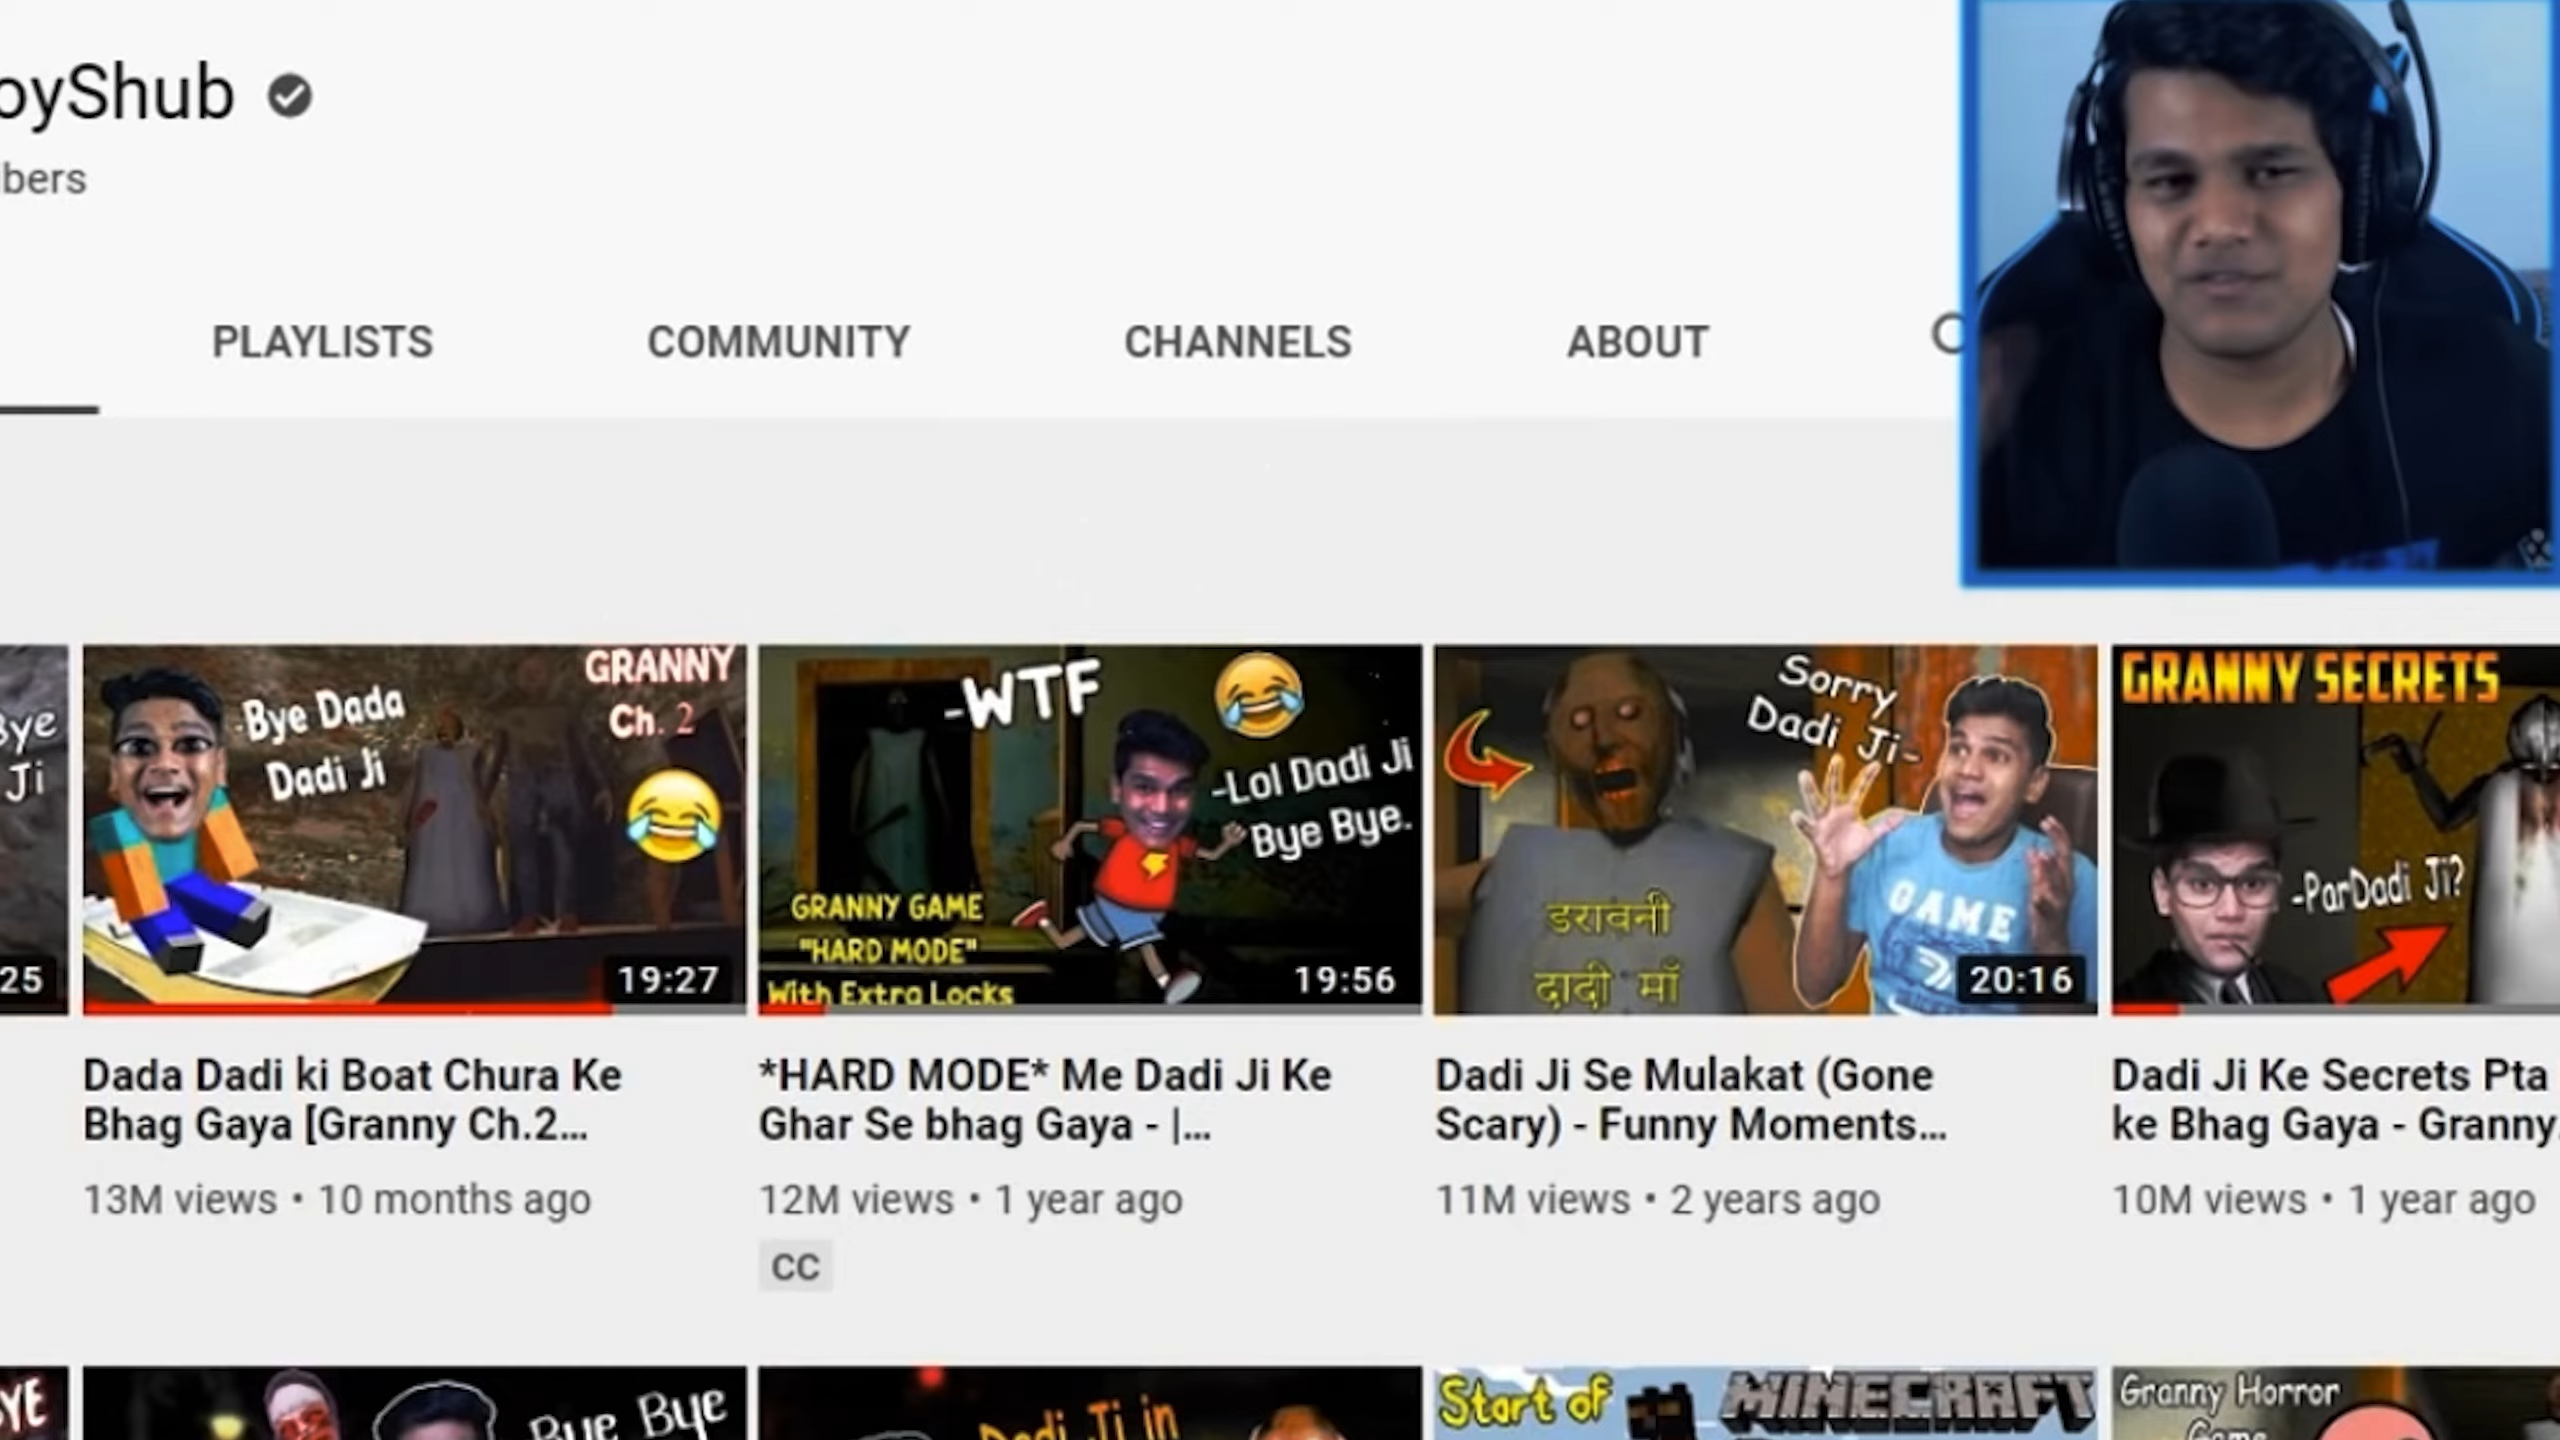 oyShub
bers
PLAYLISTS COMMUNITY CHANNELS ABOUT
Bye
Ji
25
-Bye Dada
Dadi Ji
GRANNY
Ch. 2
19:27
-WTF
-Lol Dadi Ji
Bye Bye.
GRANNY GAME
"HARD MODE"
With Extra Locks
19:56
Sorry
Dadi Ji-
डरावनी
दादी माँ
GAME
20:16
GRANNY SECRETS
-ParDadi Ji?
Dada Dadi ki Boat Chura Ke
Bhag Gaya [Granny Ch.2...
13M views • 10 months ago
*HARD MODE* Me Dadi Ji Ke
Ghar Se bhag Gaya - |...
12M views • 1 year ago
CC
Dadi Ji Se Mulakat (Gone
Scary) - Funny Moments...
11M views • 2 years ago
Dadi Ji Ke Secrets Pta
ke Bhag Gaya - Granny
10M views • 1 year ago
YE
Bye Bye
Dadi Ji in
Start of
MINECRAFT
Granny Horror
Game